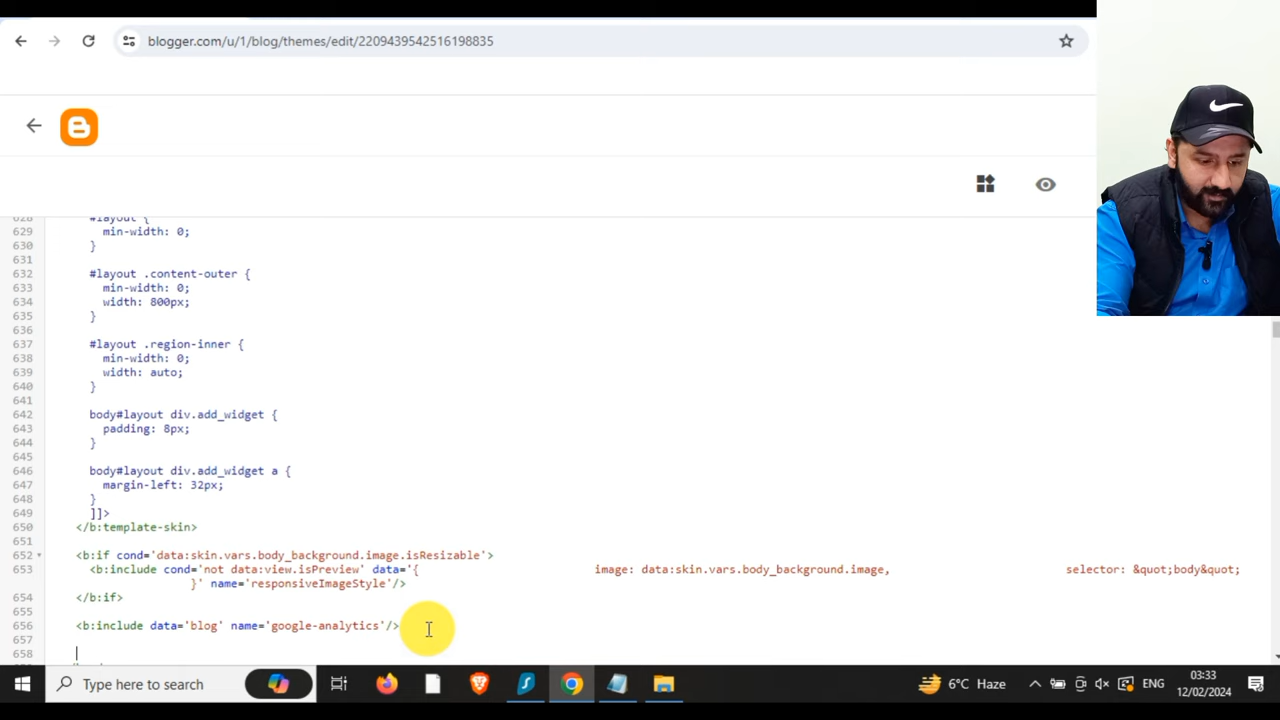 blogger.com/u/1/blog/themes/edit/2209439542516198835
628 #layout {
629 min-width: 0;
630 }
631
632 #layout .content-outer {
633 min-width: 0;
634 width: 800px;
635 }
636
637 #layout .region-inner {
638 min-width: 0;
639 width: auto;
640 }
641
642 body#layout div.add_widget {
643 padding: 8px;
644 }
645
646 body#layout div.add_widget a {
647 margin-left: 32px;
648 }
649 ]]>
650 </b:template-skin>
651
652 <b:if cond='data:skin.vars.body_background.image.isResizable'>
653 <b:include cond='not data:view.isPreview' data='{ image: data:skin.vars.body_background.image, selector: &quot;body&quot;
}' name='responsiveImageStyle'/>
654 </b:if>
655
656 <b:include data='blog' name='google-analytics'/>
657
658
Type here to search
6°C Haze
ENG
03:33
12/02/2024